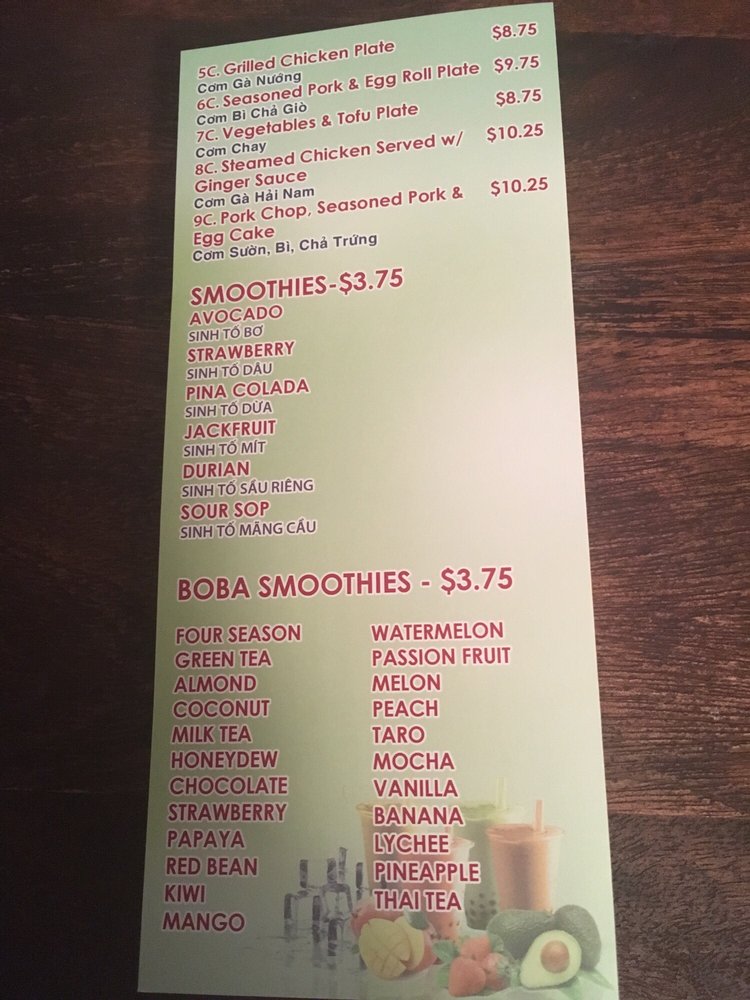 5C. Grilled Chicken Plate $8.75
Cơm Gà Nướng
6C. Seasoned Pork & Egg Roll Plate $9.75
Cơm Bì Chả Giò
7C. Vegetables & Tofu Plate $8.75
Cơm Chay
8C. Steamed Chicken Served w/ $10.25
Ginger Sauce
Cơm Gà Hải Nam
9C. Pork Chop, Seasoned Pork & $10.25
Egg Cake
Cơm Sườn, Bì, Chả Trứng
SMOOTHIES-$3.75
AVOCADO
SINH TỐ BƠ
STRAWBERRY
SINH TỐ DÂU
PINA COLADA
SINH TỐ DỪA
JACKFRUIT
SINH TỐ MÍT
DURIAN
SINH TỐ SẦU RIÊNG
SOUR SOP
SINH TỐ MÃNG CẦU
BOBA SMOOTHIES - $3.75
FOUR SEASON
GREEN TEA
ALMOND
COCONUT
MILK TEA
HONEYDEW
CHOCOLATE
STRAWBERRY
PAPAYA
RED BEAN
KIWI
MANGO
WATERMELON
PASSION FRUIT
MELON
PEACH
TARO
MOCHA
VANILLA
BANANA
LYCHEE
PINEAPPLE
THAI TEA